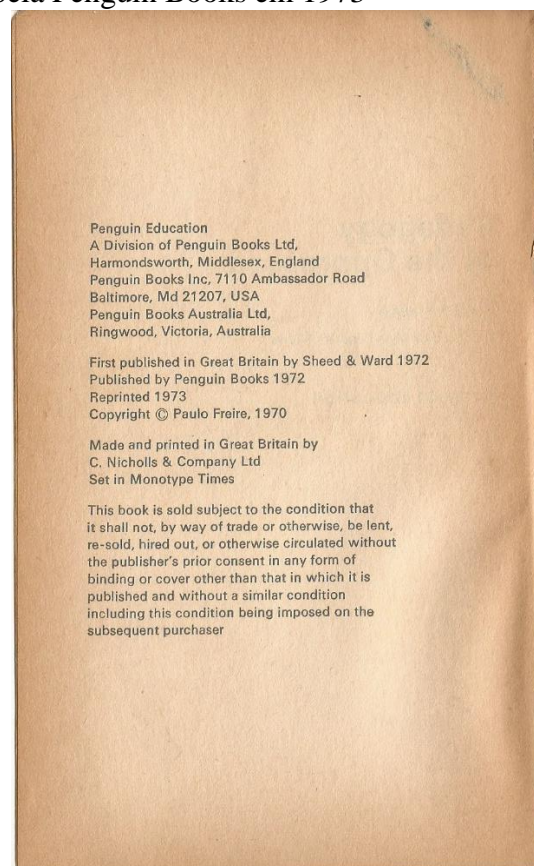 Penguin Books em 1973
Penguin Education
A Division of Penguin Books Ltd,
Harmondsworth, Middlesex, England
Penguin Books Inc, 7110 Ambassador Road
Baltimore, Md 21207, USA
Penguin Books Australia Ltd,
Ringwood, Victoria, Australia
First published in Great Britain by Sheed & Ward 1972
Published by Penguin Books 1972
Reprinted 1973
Copyright © Paulo Freire, 1970
Made and printed in Great Britain by
C. Nicholls & Company Ltd
Set in Monotype Times
This book is sold subject to the condition that
it shall not, by way of trade or otherwise, be lent,
re-sold, hired out, or otherwise circulated without
the publisher's prior consent in any form of
binding or cover other than that in which it is
published and without a similar condition
including this condition being imposed on the
subsequent purchaser